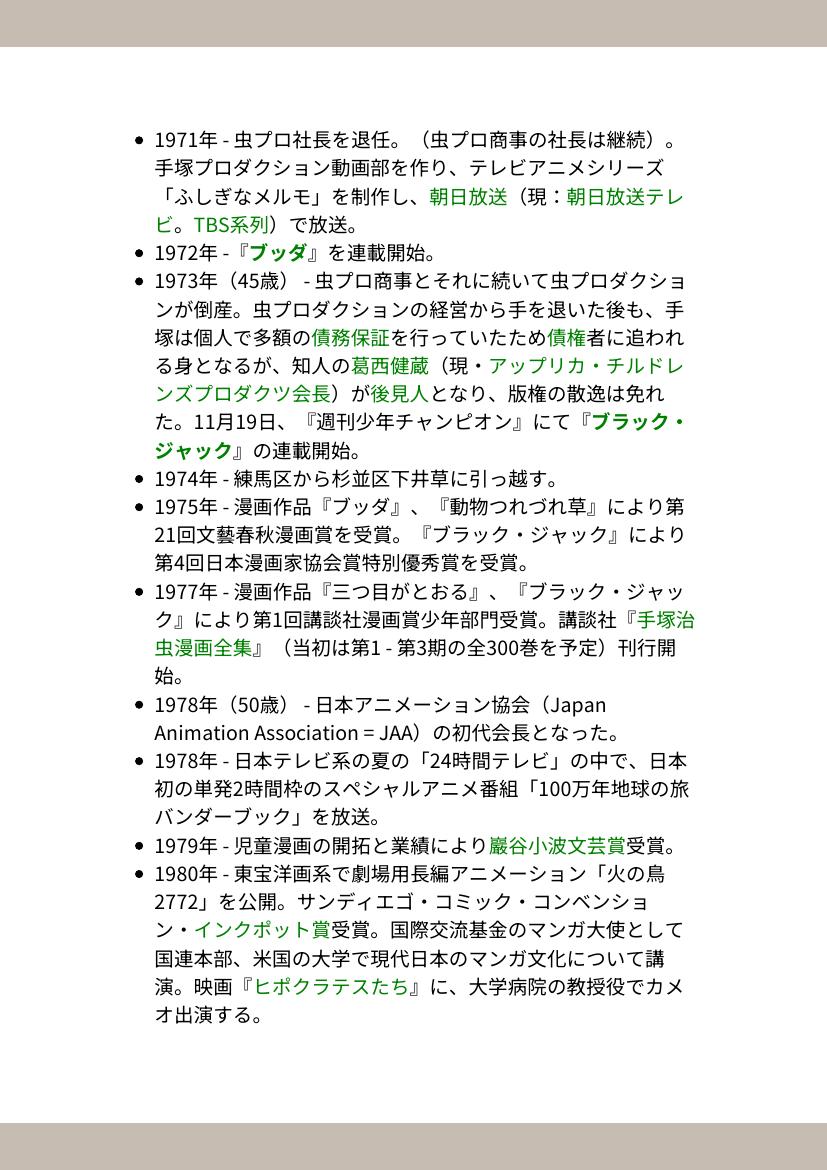 • 1971年 - 虫プロ社長を退任。（虫プロ商事の社長は継続）。
手塚プロダクション動画部を作り、テレビアニメシリーズ
「ふしぎなメルモ」を制作し、朝日放送（現：朝日放送テレ
ビ。TBS系列）で放送。
• 1972年 -『ブッダ』を連載開始。
• 1973年（45歳） - 虫プロ商事とそれに続いて虫プロダクショ
ンが倒産。虫プロダクションの経営から手を退いた後も、手
塚は個人で多額の債務保証を行っていたため債権者に追われ
る身となるが、知人の葛西健蔵（現・アップリカ・チルドレ
ンズプロダクツ会長）が後見人となり、版権の散逸は免れ
た。11月19日、『週刊少年チャンピオン』にて『ブラック・
ジャック』の連載開始。
• 1974年 - 練馬区から杉並区下井草に引っ越す。
• 1975年 - 漫画作品『ブッダ』、『動物つれづれ草』により第
21回文藝春秋漫画賞を受賞。『ブラック・ジャック』により
第4回日本漫画家協会賞特別優秀賞を受賞。
• 1977年 - 漫画作品『三つ目がとおる』、『ブラック・ジャッ
ク』により第1回講談社漫画賞少年部門受賞。講談社『手塚治
虫漫画全集』（当初は第1 - 第3期の全300巻を予定）刊行開
始。
• 1978年（50歳） - 日本アニメーション協会（Japan
Animation Association = JAA）の初代会長となった。
• 1978年 - 日本テレビ系の夏の「24時間テレビ」の中で、日本
初の単発2時間枠のスペシャルアニメ番組「100万年地球の旅
バンダーブック」を放送。
• 1979年 - 児童漫画の開拓と業績により巖谷小波文芸賞受賞。
• 1980年 - 東宝洋画系で劇場用長編アニメーション「火の鳥
2772」を公開。サンディエゴ・コミック・コンベンショ
ン・インクポット賞受賞。国際交流基金のマンガ大使として
国連本部、米国の大学で現代日本のマンガ文化について講
演。映画『ヒポクラテスたち』に、大学病院の教授役でカメ
オ出演する。